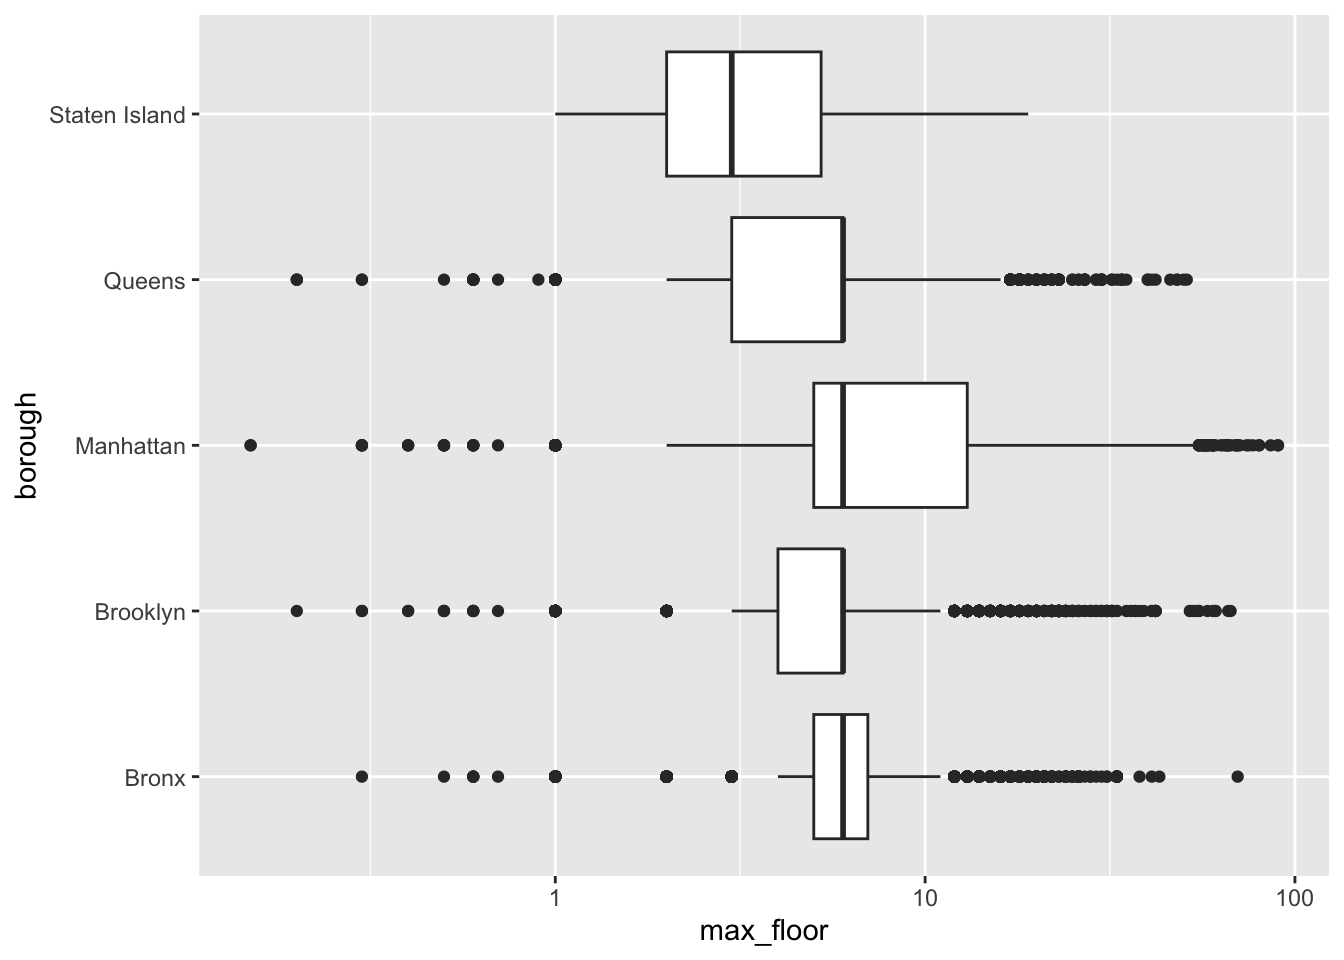 Staten Island
Queens
Manhattan
Brooklyn
Bronx
borough
1 10 100
max_floor